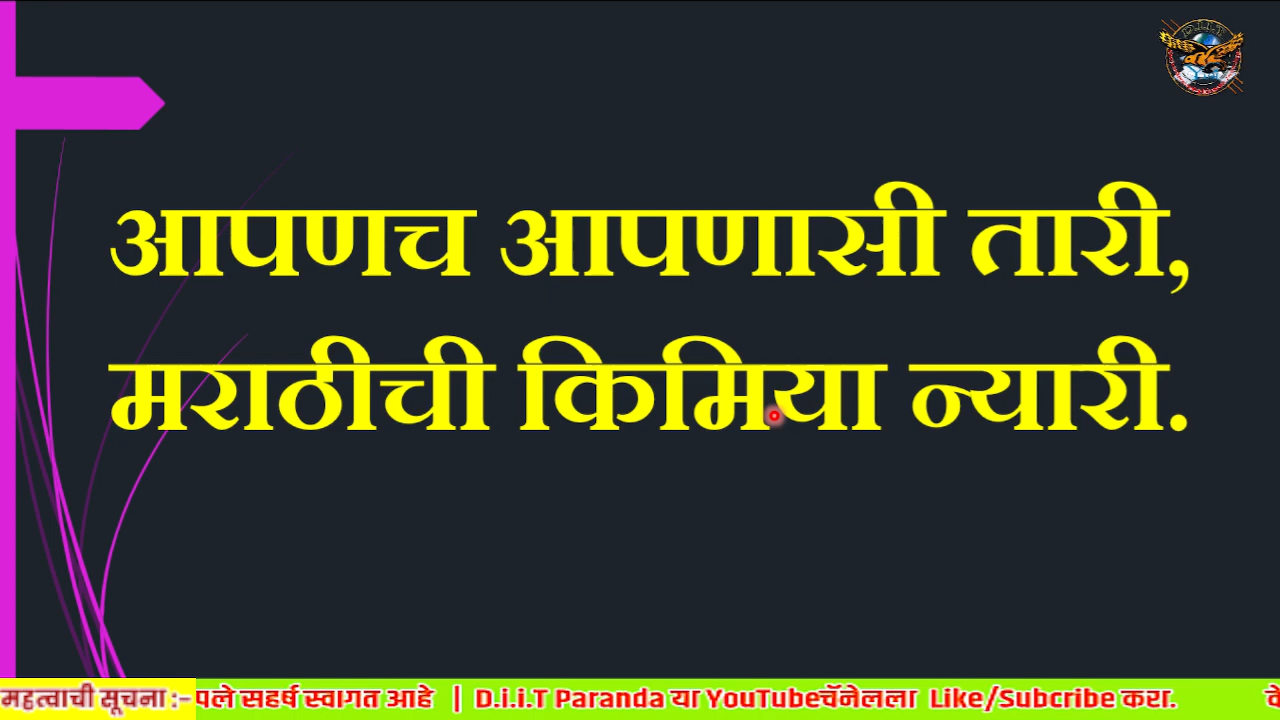 आपणच आपणासी तारी,
मराठीची किमिया न्यारी.
महत्वाची सूचना :- पले सहर्ष स्वागत आहे | D.i.i.T Paranda या YouTubeचॅनेलला Like/Subcribe करा.